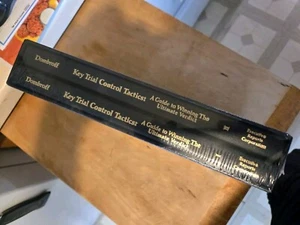 Dombroff
Key Trial Control Tactics:
A Guide to Winning The
Ultimate Verdict
Executive
Reports
Corporation
Dombroff
Key Trial Control Tactics:
A Guide to Winning The
Ultimate Verdict
I
Executive
Reports
Corporation